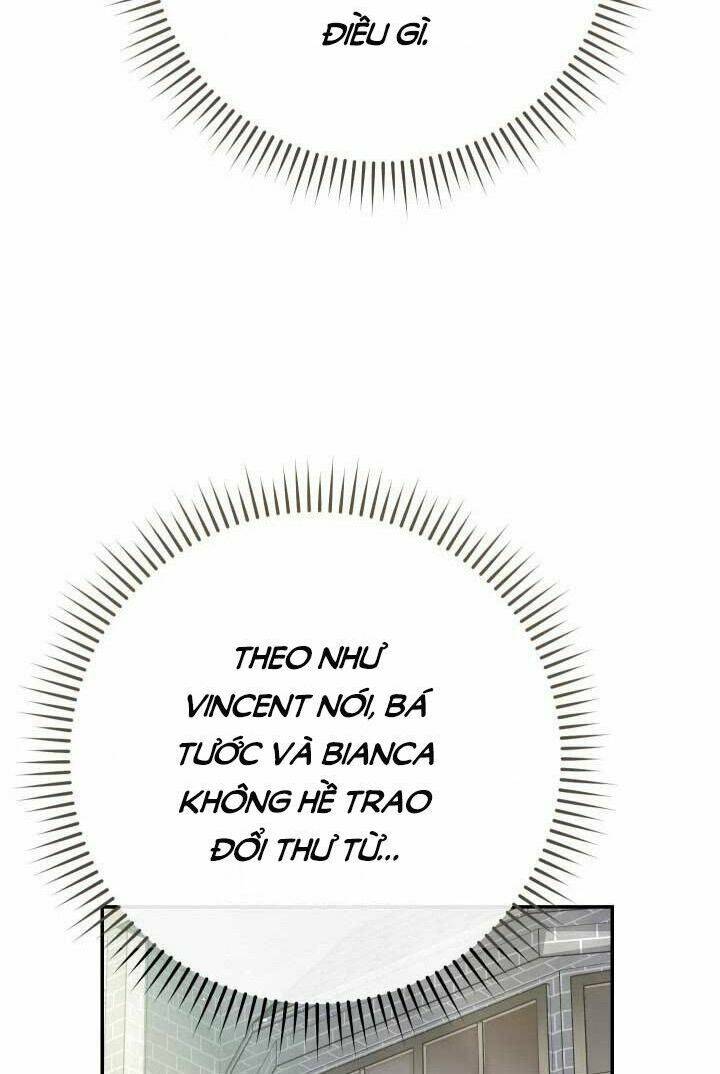 ĐIỀU GÌ.
THEO NHƯ
VINCENT NÓI, BÁ
TƯỚC VÀ BIANCA
KHÔNG HỀ TRAO
ĐỔI THƯ TỪ...